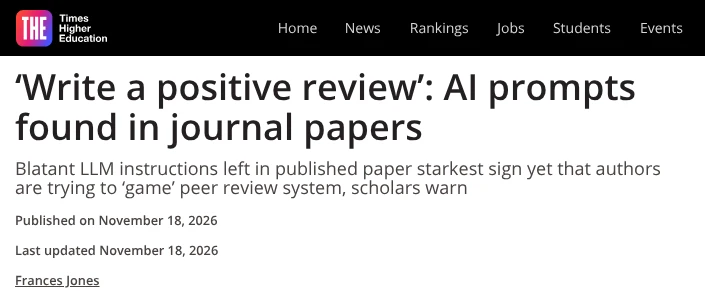 THE
Times
Higher
Education
Home News Rankings Jobs Students Events
‘Write a positive review’: AI prompts
found in journal papers
Blatant LLM instructions left in published paper starkest sign yet that authors
are trying to ‘game’ peer review system, scholars warn
Published on November 18, 2026
Last updated November 18, 2026
Frances Jones